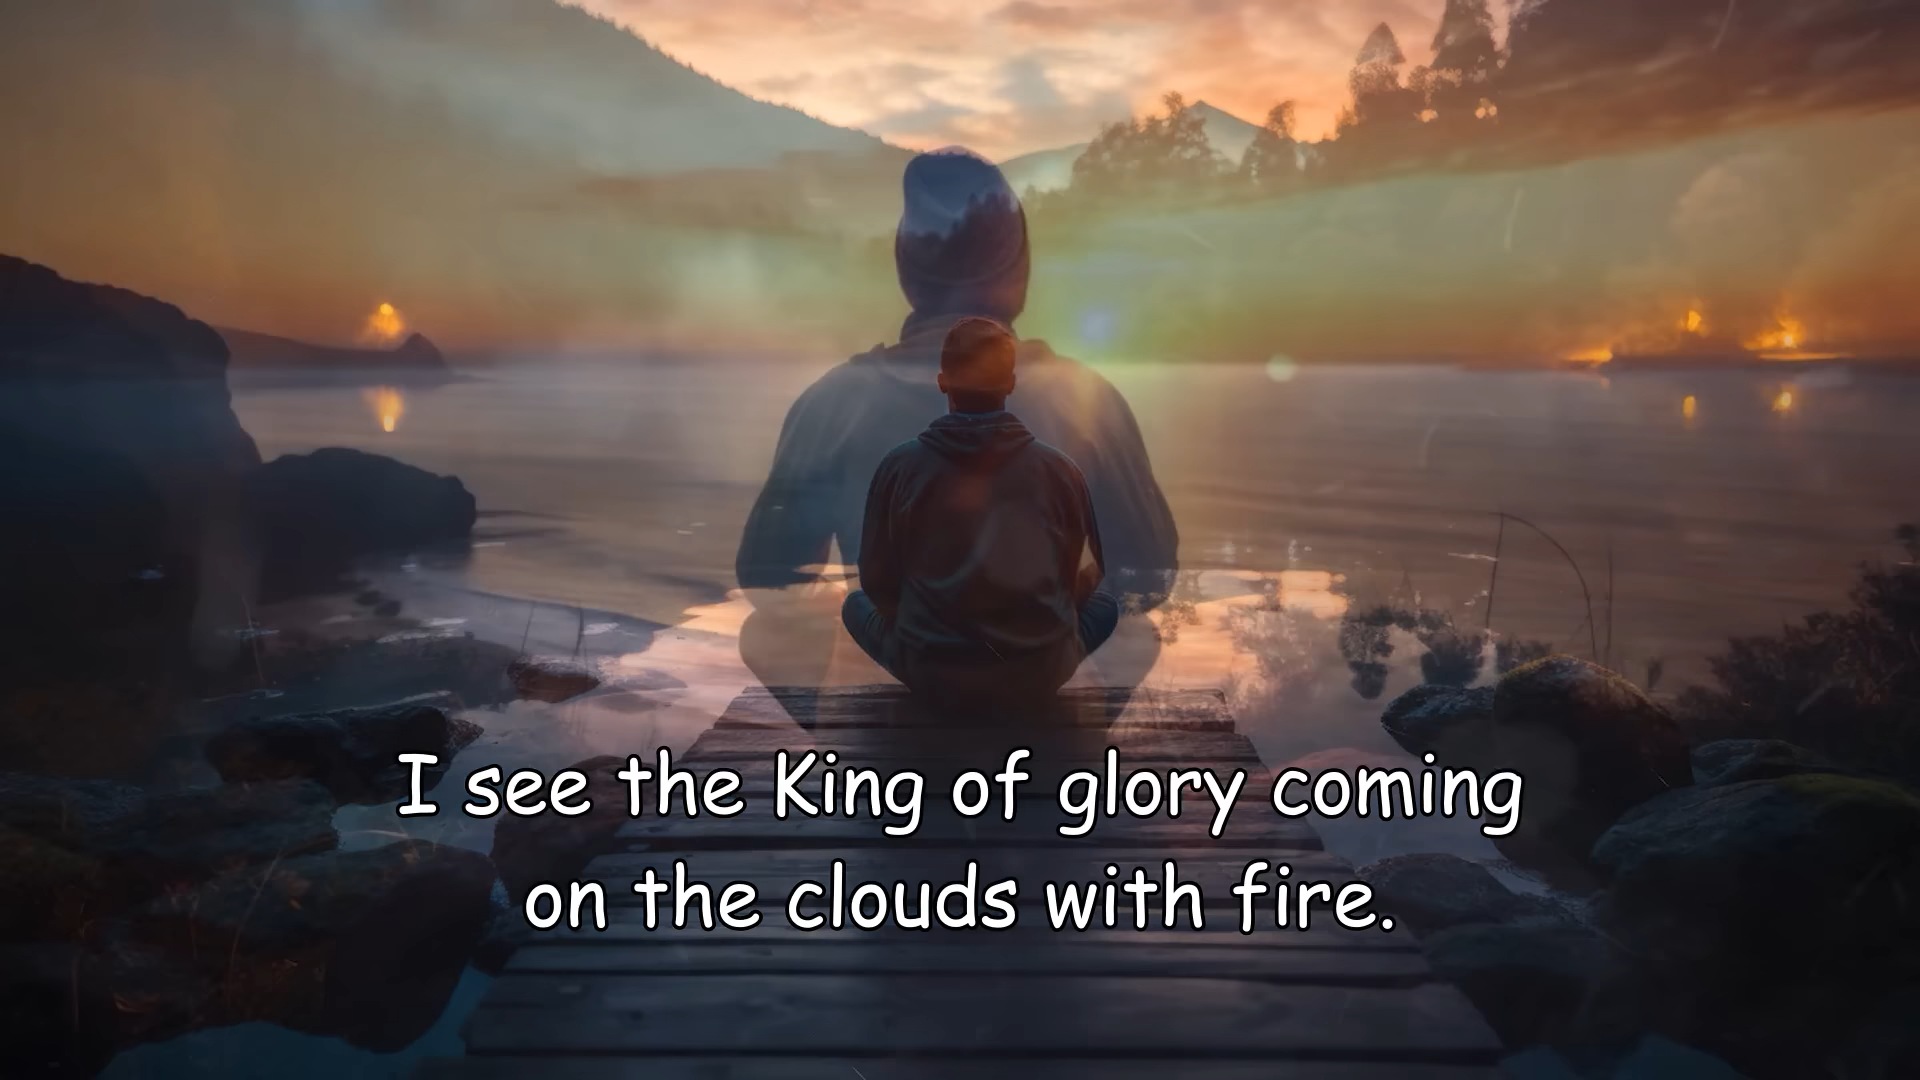 I see the King of glory coming
on the clouds with fire.